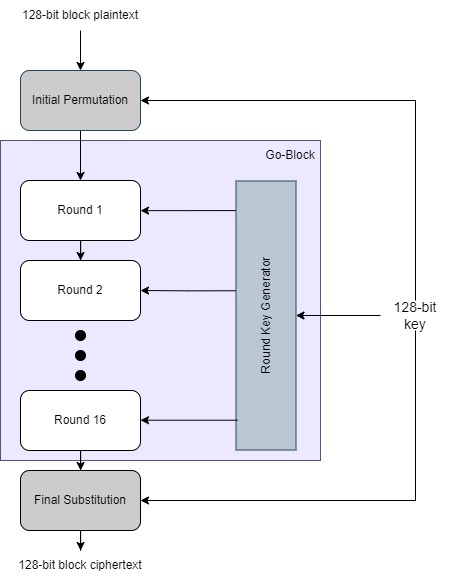 128-bit block plaintext
Initial Permutation
Go-Block
Round 1
Round 2
Round Key Generator
128-bit
key
Round 16
Final Substitution
128-bit block ciphertext